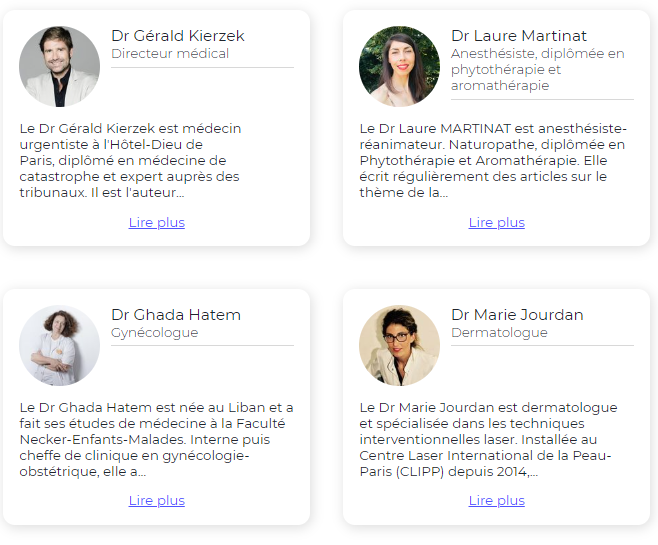 Dr Gérald Kierzek
Directeur médical
Le Dr Gérald Kierzek est médecin
urgentiste à l'Hôtel-Dieu de
Paris, diplômé en médecine de
catastrophe et expert auprès des
tribunaux. Il est l'auteur...
Lire plus
Dr Laure Martinat
Anesthésiste, diplômée en
phytothérapie et
aromathérapie
Le Dr Laure MARTINAT est anesthésiste-
réanimateur. Naturopathe, diplômée en
Phytothérapie et Aromathérapie. Elle
écrit régulièrement des articles sur le
thème de la...
Lire plus
Dr Ghada Hatem
Gynécologue
Le Dr Ghada Hatem est née au Liban et a
fait ses études de médecine à la Faculté
Necker-Enfants-Malades. Interne puis
cheffe de clinique en gynécologie-
obstétrique, elle a...
Lire plus
Dr Marie Jourdan
Dermatologue
Le Dr Marie Jourdan est dermatologue
et spécialisée dans les techniques
interventionnelles laser. Installée au
Centre Laser International de la Peau-
Paris (CLIPP) depuis 2014,...
Lire plus